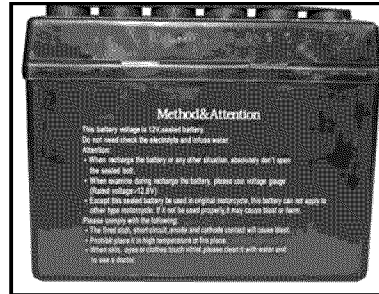 Method&Attention
This battery voltage is 12V,sealed battery.
Do not need check the electrolyte and infuse water.
Attention:
• When recharge the battery or any other situation, absolutely don't open
the sealed bolt.
• When examine during recharge the battery, please use voltage gauge
(Rated voltage≥12.8V)
• Except this sealed battery be used in original motorcycle, this battery can not apply to
other type motorcycle. If it not be used properly,it may cause blast or harm.
Please comply with the following:
• The fired stick, short circuit ,smoke and cathode contact will cause blast.
• Prohibit place it in high temperature or fire place.
• When skin, eyes or clothes touch vitriol, please clean it with water and
to see a doctor.